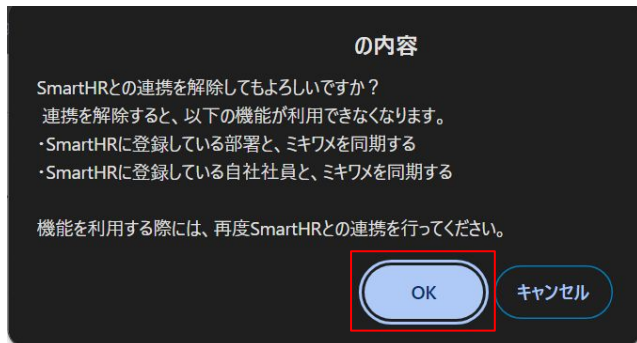 の内容
SmartHRとの連携を解除してもよろしいですか？
連携を解除すると、以下の機能が利用できなくなります。
・SmartHRに登録している部署と、ミキワメを同期する
・SmartHRに登録している自社社員と、ミキワメを同期する
機能を利用する際には、再度SmartHRとの連携を行ってください。
OK
キャンセル